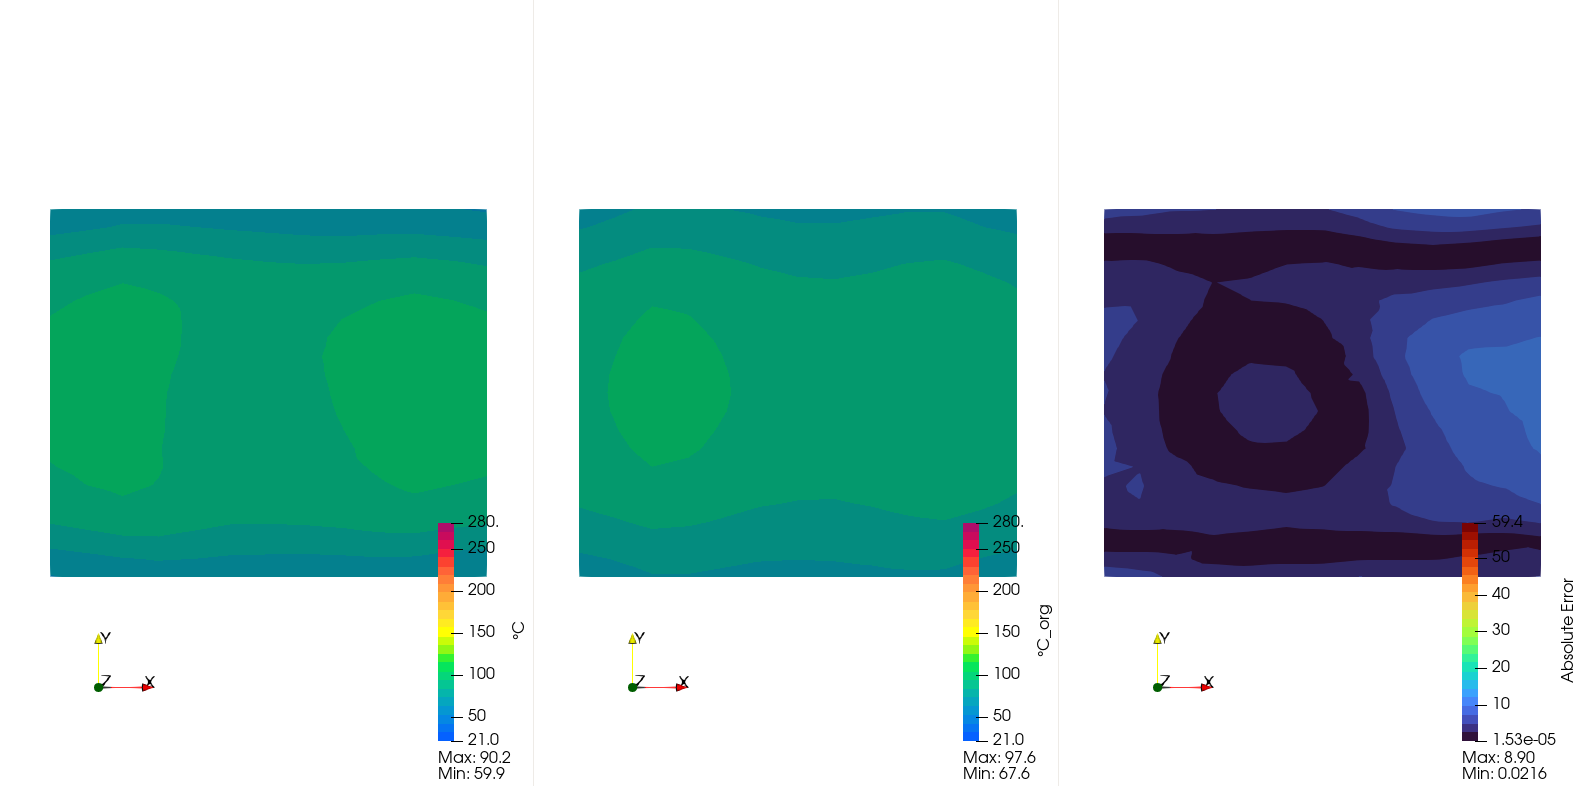 280.
250
200
150
100
50
21.0
°C
Max: 90.2
Min: 59.9
Y
Z
X
280.
250
200
150
100
50
21.0
°C_org
Max: 97.6
Min: 67.6
Y
Z
X
59.4
50
40
30
20
10
1.53e-05
Absolute Error
Max: 8.90
Min: 0.0216
Y
Z
X